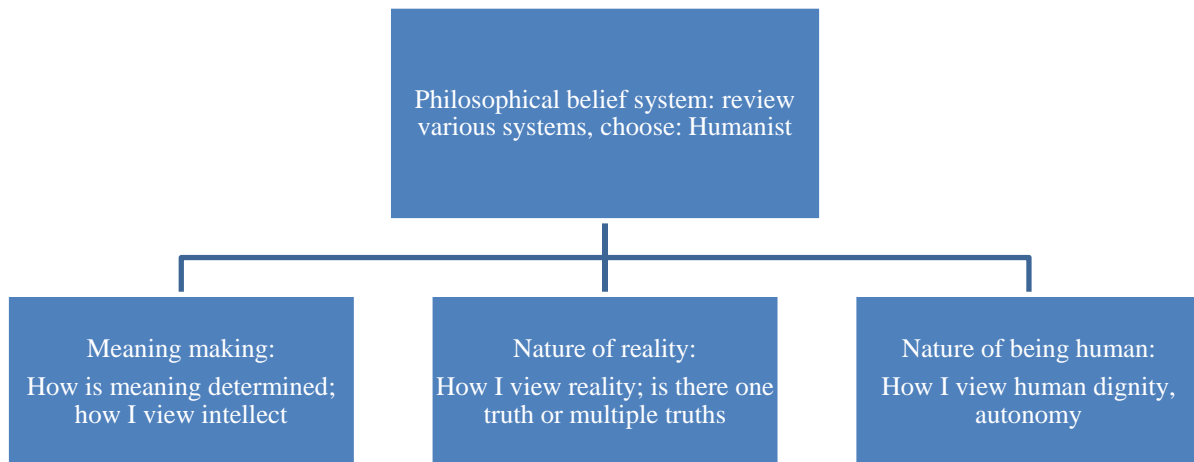 Philosophical belief system: review
various systems, choose: Humanist
Meaning making:
How is meaning determined;
how I view intellect
Nature of reality:
How I view reality; is there one
truth or multiple truths
Nature of being human:
How I view human dignity,
autonomy